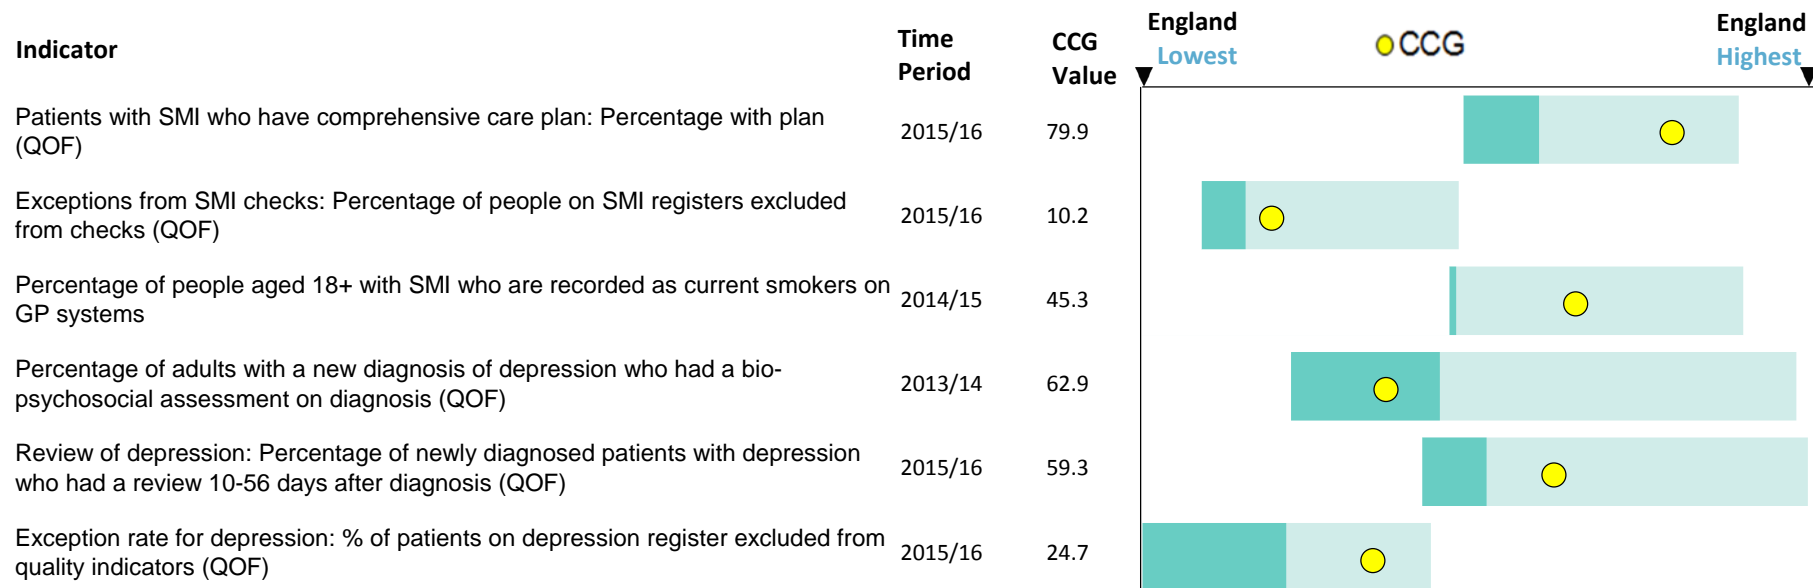 Indicator
Time
Period
CCG
Value
England
Lowest
CCG
England
Highest
Patients with SMI who have comprehensive care plan: Percentage with plan
(QOF)
2015/16
79.9
Exceptions from SMI checks: Percentage of people on SMI registers excluded
from checks (QOF)
2015/16
10.2
Percentage of people aged 18+ with SMI who are recorded as current smokers on
GP systems
2014/15
45.3
Percentage of adults with a new diagnosis of depression who had a bio-
psychosocial assessment on diagnosis (QOF)
2013/14
62.9
Review of depression: Percentage of newly diagnosed patients with depression
who had a review 10-56 days after diagnosis (QOF)
2015/16
59.3
Exception rate for depression: % of patients on depression register excluded from
quality indicators (QOF)
2015/16
24.7